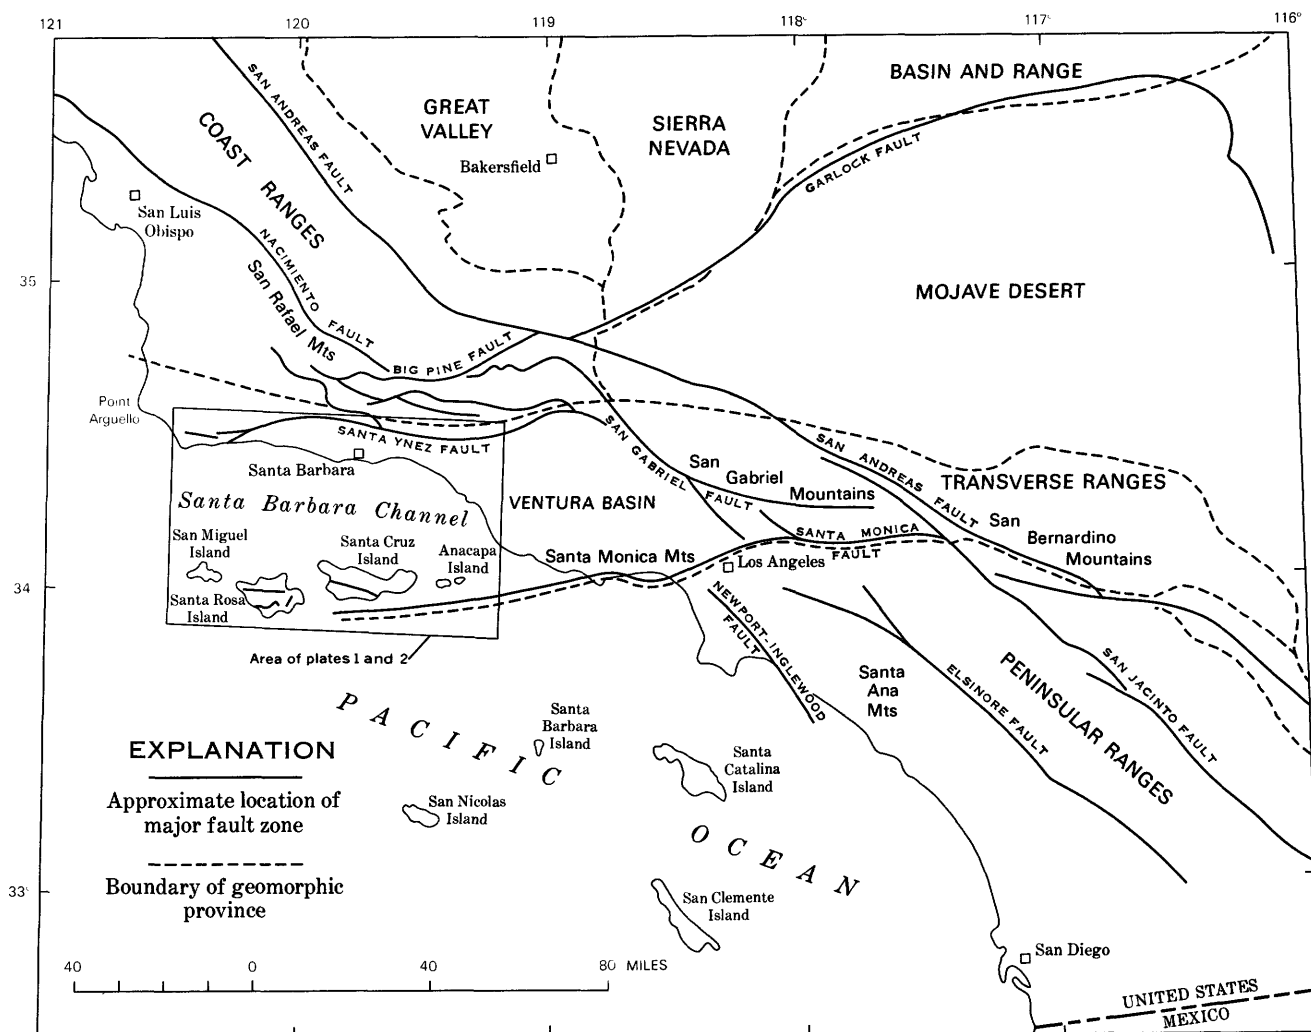 121
120
119
118°
117°
116°
BASIN AND RANGE
SAN ANDREAS FAULT
GREAT
VALLEY
SIERRA
NEVADA
COAST RANGES
Bakersfield
GARLOCK FAULT
San Luis
Obispo
NACIMIENTO FAULT
San Rafael Mts
35
MOJAVE DESERT
BIG PINE FAULT
Point
Arguello
SANTA YNEZ FAULT
SAN GABRIEL FAULT
SAN ANDREAS FAULT
Santa Barbara
San
Gabriel
Mountains
TRANSVERSE RANGES
Santa Barbara Channel
VENTURA BASIN
San
Bernardino
Mountains
San Miguel
Island
Santa Cruz
Island
Anacapa
Island
Santa Monica Mts
SANTA MONICA
FAULT
Los Angeles
34
Santa Rosa
Island
NEWPORT-INGLEWOOD
FAULT
Area of plates 1 and 2
Santa
Ana
Mts
ELSINORE FAULT
PENINSULAR RANGES
SAN JACINTO FAULT
PACIFIC
OCEAN
Santa
Barbara
Island
Santa
Catalina
Island
San Nicolas
Island
San Clemente
Island
EXPLANATION
Approximate location of
major fault zone
Boundary of geomorphic
province
33°
San Diego
40 0 40 80 MILES
UNITED STATES
MEXICO